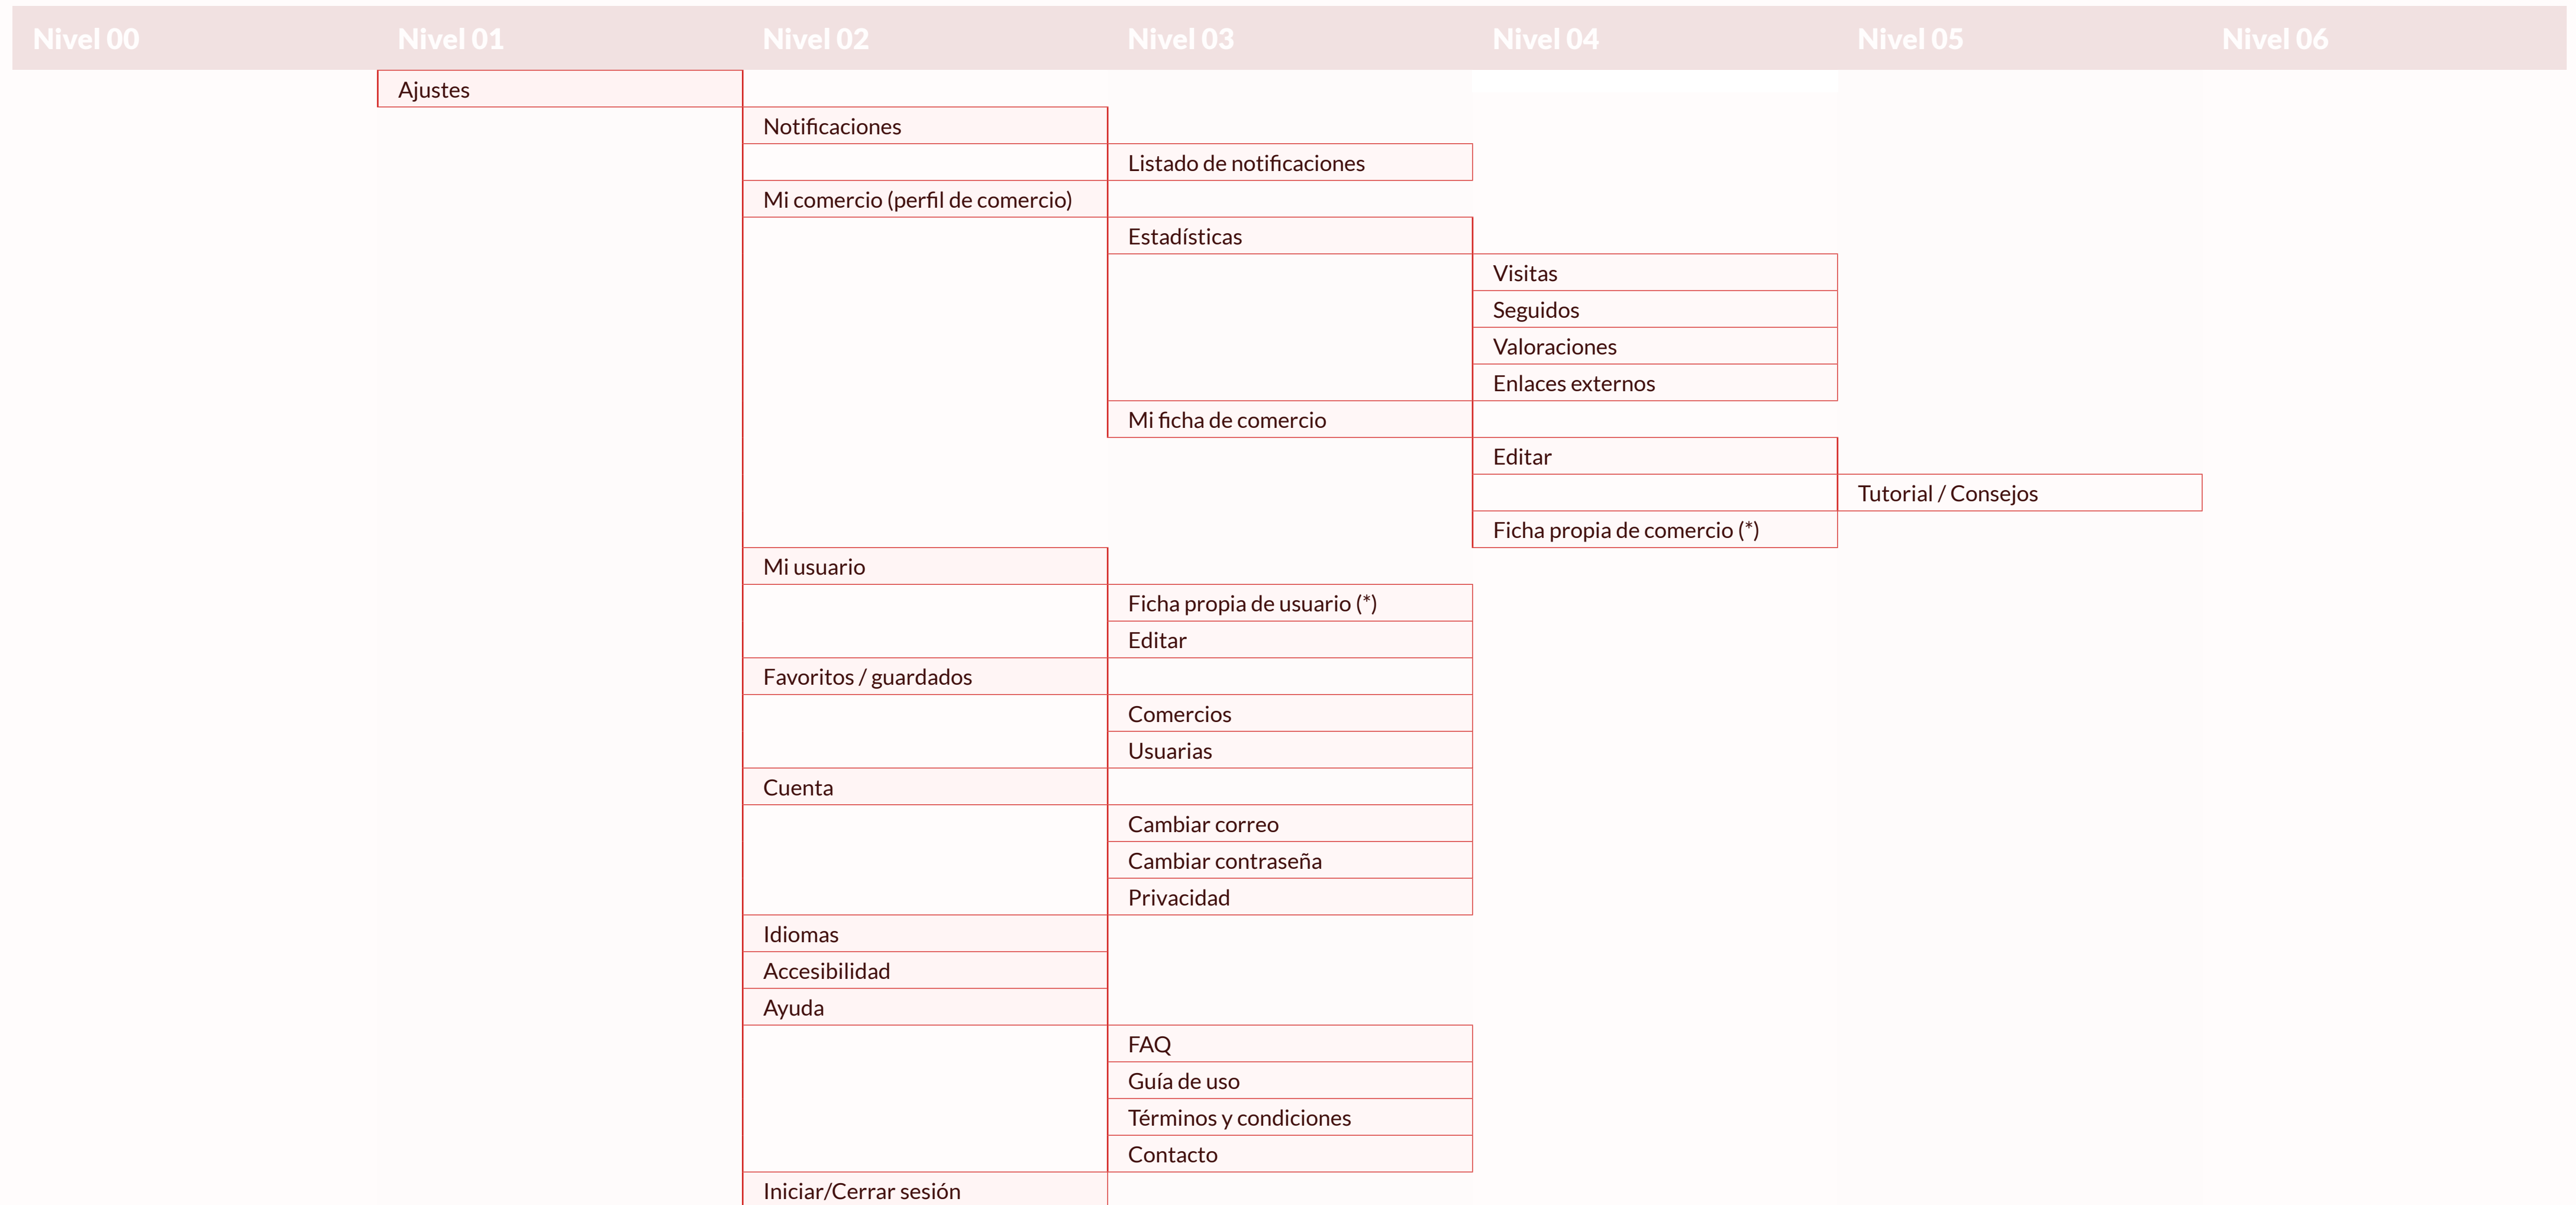 Nivel 00 Nivel 01 Nivel 02 Nivel 03 Nivel 04 Nivel 05 Nivel 06
Ajustes
Notificaciones
Listado de notificaciones
Mi comercio (perfil de comercio)
Estadísticas
Visitas
Seguidos
Valoraciones
Enlaces externos
Mi ficha de comercio
Editar
Tutorial / Consejos
Ficha propia de comercio (*)
Mi usuario
Ficha propia de usuario (*)
Editar
Favoritos / guardados
Comercios
Usuarias
Cuenta
Cambiar correo
Cambiar contraseña
Privacidad
Idiomas
Accesibilidad
Ayuda
FAQ
Guía de uso
Términos y condiciones
Contacto
Iniciar/Cerrar sesión